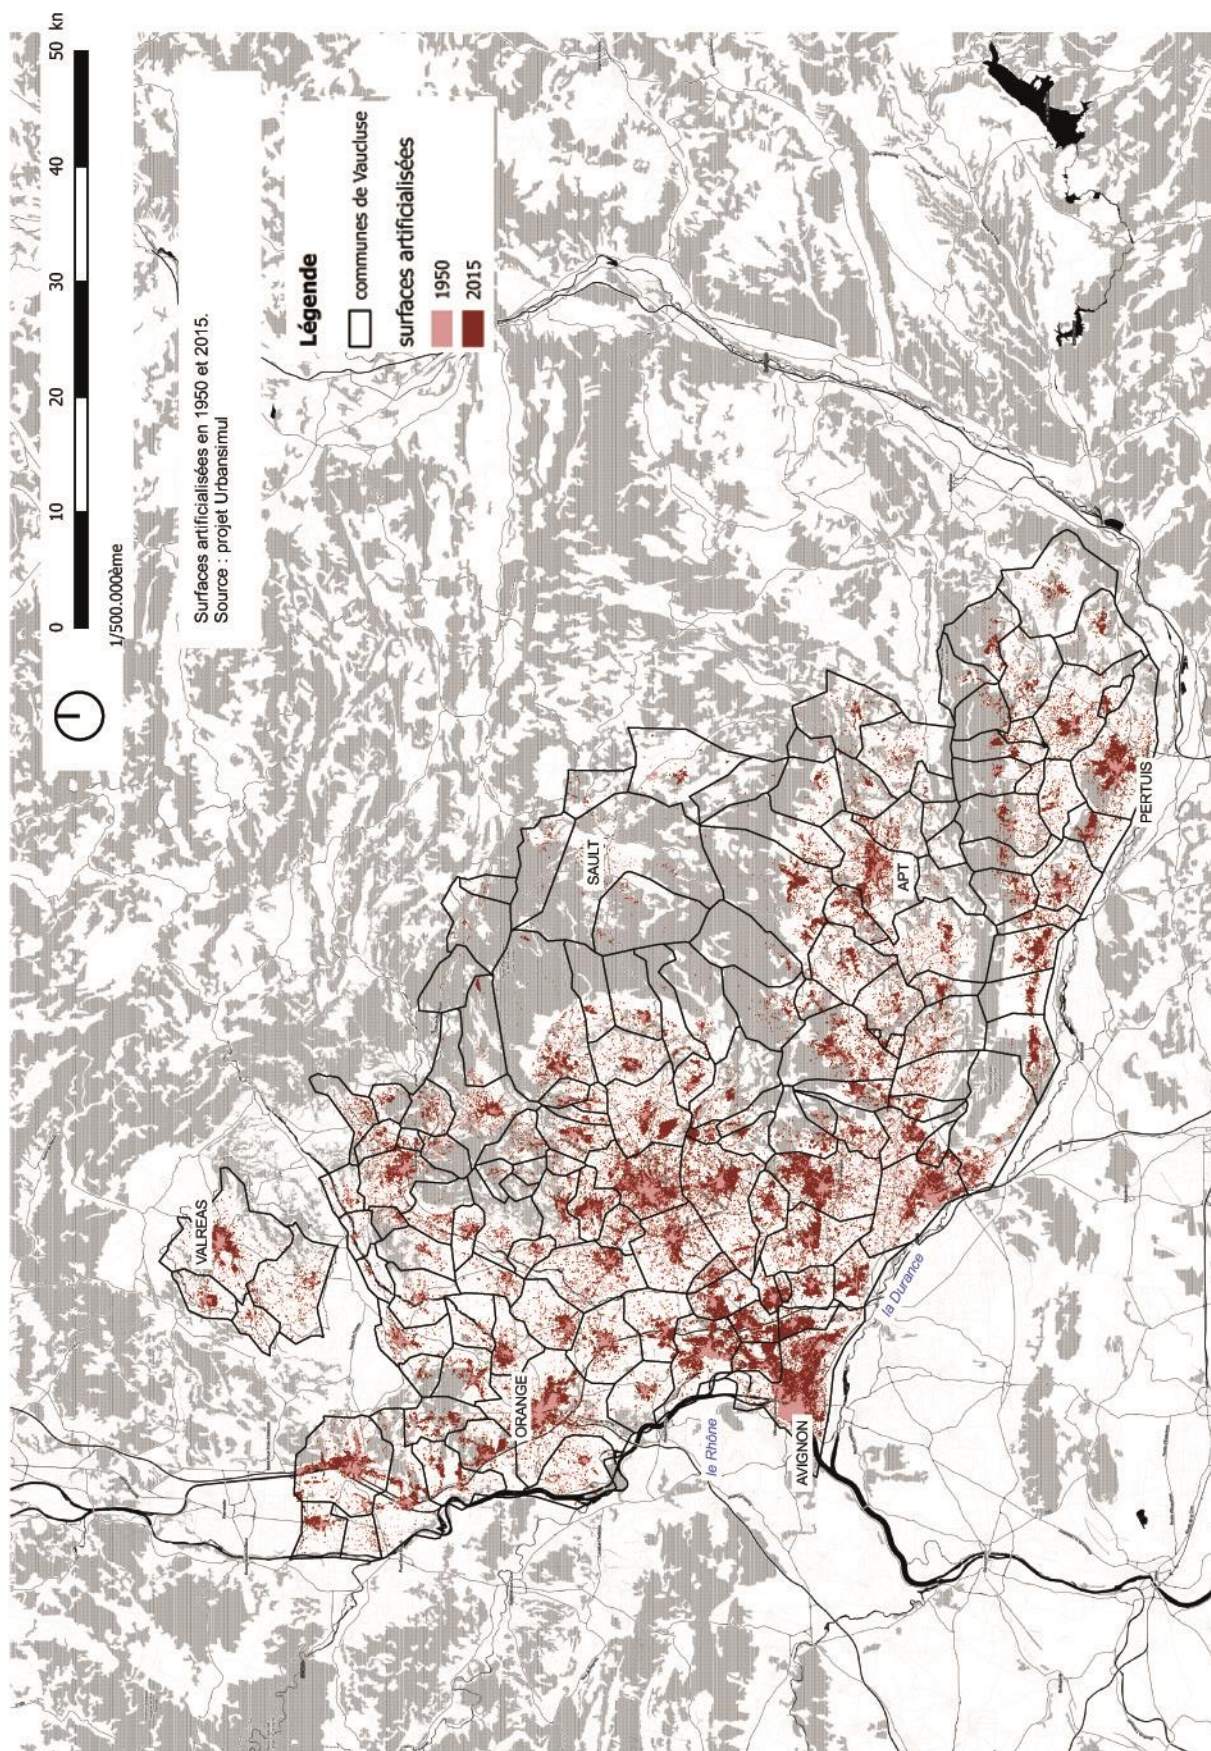 0 10 20 30 40 50 kn
1/500.000ème
Surfaces artificialisées en 1950 et 2015.
Source : projet Urbansimul
Légende
communes de Vaucluse
surfaces artificialisées
1950
2015
VALREAS
ORANGE
SAULT
le Rhône
AVIGNON
APT
la Durance
PERTUIS